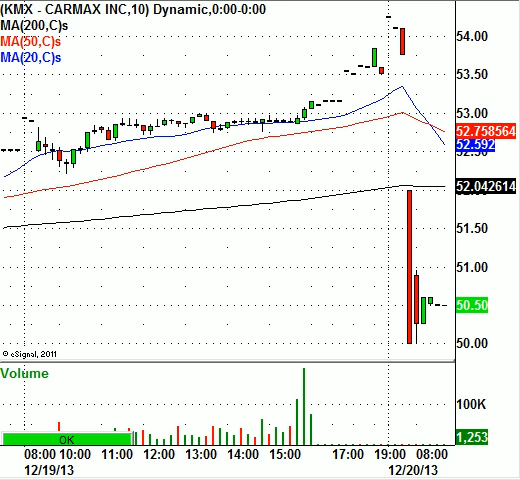 (KMX - CARMAX INC,10) Dynamic,0:00-0:00
MA(200,C)s
MA(50,C)s
MA(20,C)s
54.00
53.50
53.00
52.758564
52.592
52.50
52.042614
51.50
51.00
50.50
50.00
© eSignal, 2011
Volume
100K
1,253
OK
08:00 10:00 11:00 12:00 13:00 14:00 15:00 17:00 19:00 08:00
12/19/13 12/20/13